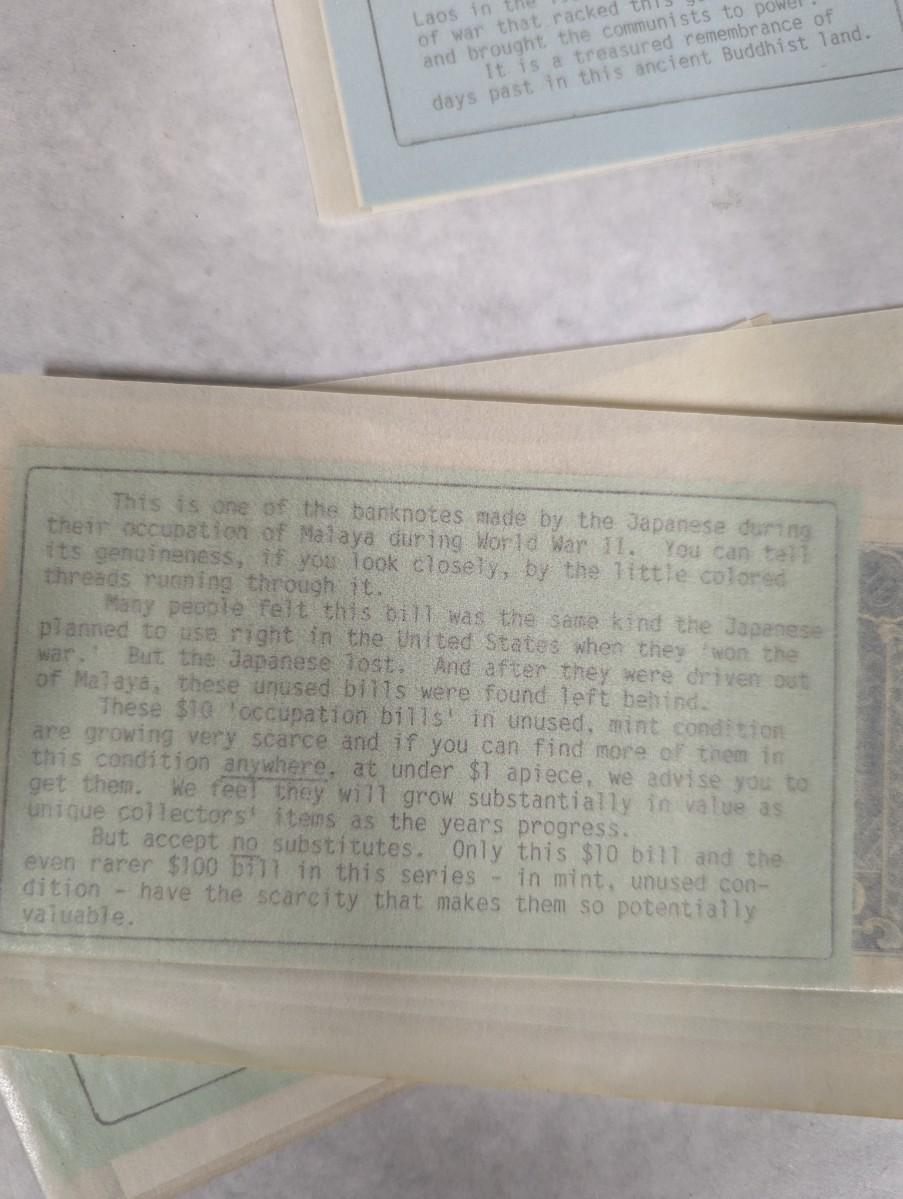 Laos in the
of war that racked this
and brought the communists to power.
It is a treasured remembrance of
days past in this ancient Buddhist land.
This is one of the banknotes made by the Japanese during
their occupation of Malaya during World War II. You can tell
its genuineness, if you look closely, by the little colored
threads running through it.
Many people felt this bill was the same kind the Japanese
planned to use right in the United States when they 'won the
war.' But the Japanese lost. And after they were driven out
of Malaya, these unused bills were found left behind.
These $10 'occupation bills' in unused, mint condition
are growing very scarce and if you can find more of them in
this condition anywhere, at under $1 apiece, we advise you to
get them. We feel they will grow substantially in value as
unique collectors' items as the years progress.
But accept no substitutes. Only this $10 bill and the
even rarer $100 bill in this series - in mint, unused con-
dition - have the scarcity that makes them so potentially
valuable.